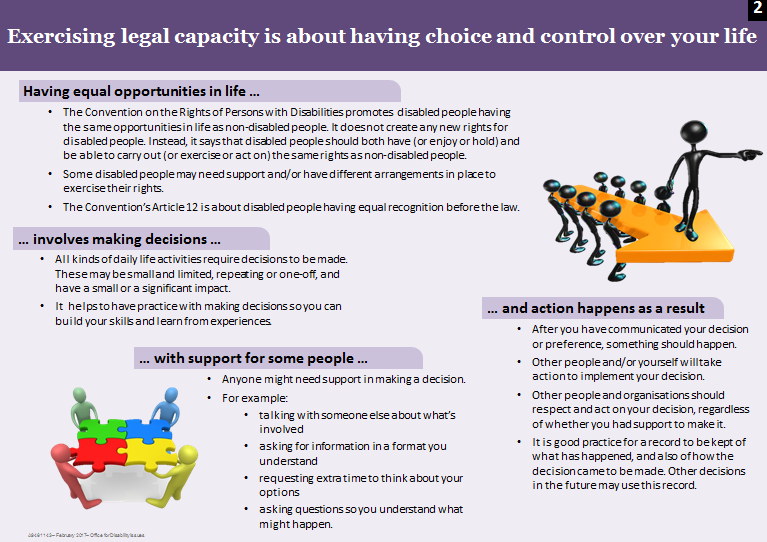 2
Exercising legal capacity is about having choice and control over your life
Having equal opportunities in life ...
• The Convention on the Rights of Persons with Disabilities promotes disabled people having
the same opportunities in life as non-disabled people. It does not create any new rights for
disabled people. Instead, it says that disabled people should both have (or enjoy or hold) and
be able to carry out (or exercise or act on) the same rights as non-disabled people.
• Some disabled people may need support and/or have different arrangements in place to
exercise their rights.
• The Convention's Article 12 is about disabled people having equal recognition before the law.
... involves making decisions ...
• All kinds of daily life activities require decisions to be made.
These may be small and limited, repeating or one-off, and
have a small or a significant impact.
• It helps to have practice with making decisions so you can
build your skills and learn from experiences.
... with support for some people ...
• Anyone might need support in making a decision.
• For example:
• talking with someone else about what's
involved
• asking for information in a format you
understand
• requesting extra time to think about your
options
• asking questions so you understand what
might happen.
... and action happens as a result
• After you have communicated your decision
or preference, something should happen.
• Other people and/or yourself will take
action to implement your decision.
• Other people and organisations should
respect and act on your decision, regardless
of whether you had support to make it.
• It is good practice for a record to be kept of
what has happened, and also of how the
decision came to be made. Other decisions
in the future may use this record.
– February 2017– Office for Disability Issues